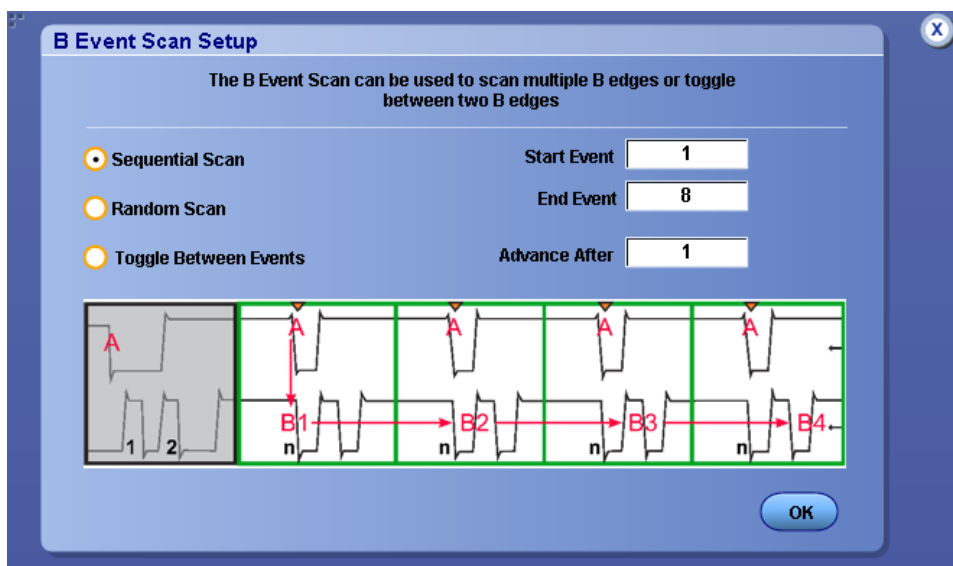 B Event Scan Setup
X
The B Event Scan can be used to scan multiple B edges or toggle
between two B edges
Sequential Scan
Start Event 1
End Event 8
Random Scan
Toggle Between Events
Advance After 1
A A A A A
B1 B2 B3 B4
1 2 n n n n
OK